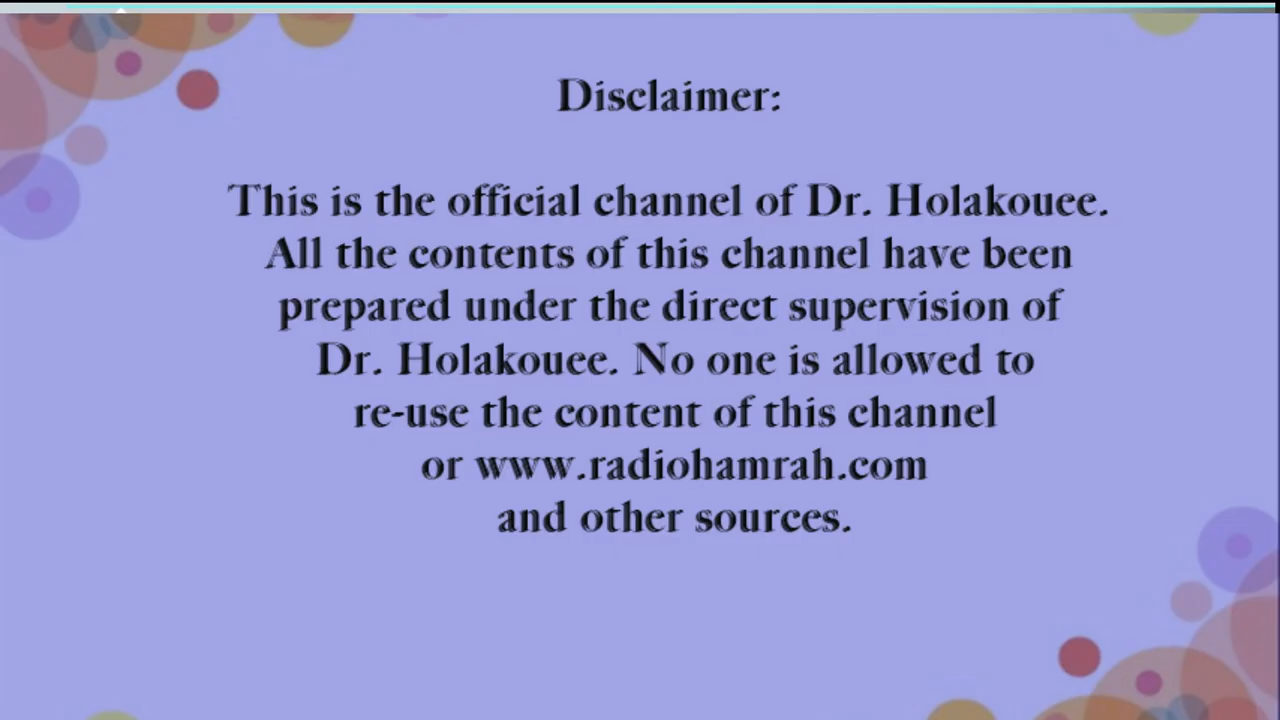 Disclaimer:
This is the official channel of Dr. Holakouee.
All the contents of this channel have been
prepared under the direct supervision of
Dr. Holakouee. No one is allowed to
re-use the content of this channel
or www.radiohamrah.com
and other sources.